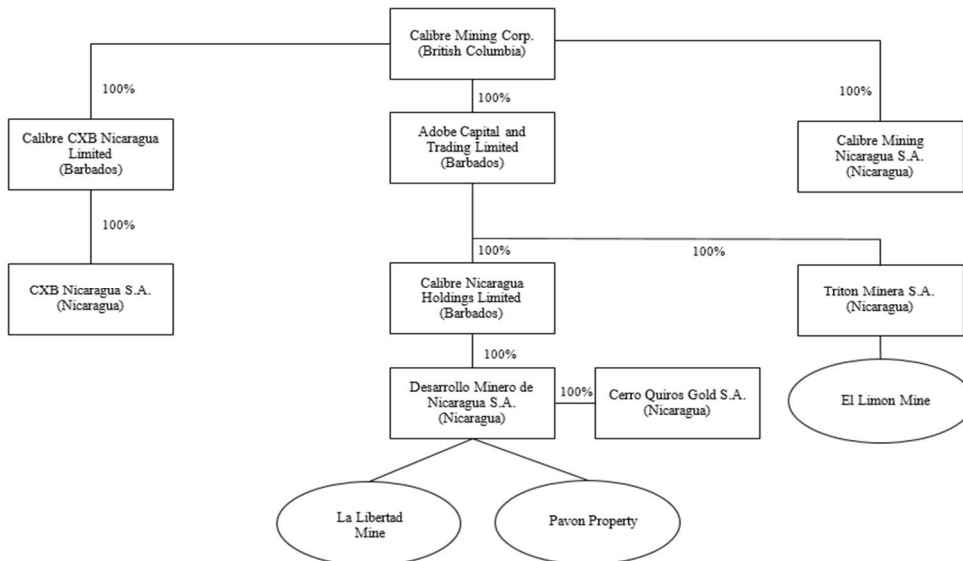 Calibre Mining Corp.
(British Columbia)
100%
100%
100%
Calibre CXB Nicaragua
Limited
(Barbados)
Adobe Capital and
Trading Limited
(Barbados)
Calibre Mining
Nicaragua S.A.
(Nicaragua)
100%
100%
100%
CXB Nicaragua S.A.
(Nicaragua)
Calibre Nicaragua
Holdings Limited
(Barbados)
Triton Minera S.A.
(Nicaragua)
100%
Desarrollo Minero de
Nicaragua S.A.
(Nicaragua)
100%
Cerro Quiros Gold S.A.
(Nicaragua)
El Limon Mine
La Libertad
Mine
Pavon Property